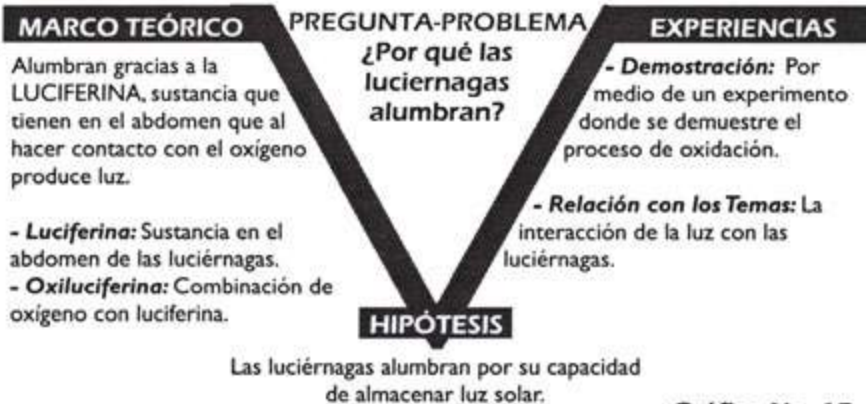 MARCO TEÓRICO
Alumbran gracias a la
LUCIFERINA, sustancia que
tienen en el abdomen que al
hacer contacto con el oxígeno
produce luz.
- Luciferina: Sustancia en el
abdomen de las luciérnagas.
- Oxiluciferina: Combinación de
oxígeno con luciferina.
PREGUNTA-PROBLEMA
¿Por qué las
luciernagas
alumbran?
EXPERIENCIAS
- Demostración: Por
medio de un experimento
donde se demuestre el
proceso de oxidación.
- Relación con los Temas: La
interacción de la luz con las
luciérnagas.
HIPÓTESIS
Las luciérnagas alumbran por su capacidad
de almacenar luz solar.